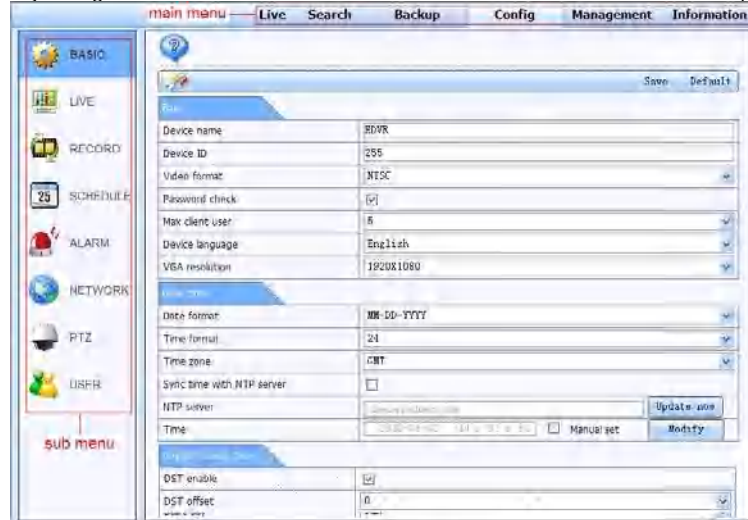 main menu Live Search Backup Config Management Information
BASIC
LIVE
RECORD
25 SCHEDULE
ALARM
NETWORK
PTZ
USER
sub menu
Save Default
Device name EDVR
Device ID 255
Video format NTSC
Password check
Max client user 5
Device language English
VGA resolution 1920X1080
Date format MM-DD-YYYY
Time format 24
Time zone GMT
Sync time with NTP server
NTP server Update now
Time Manual set Modify
DST enable
DST offset 0